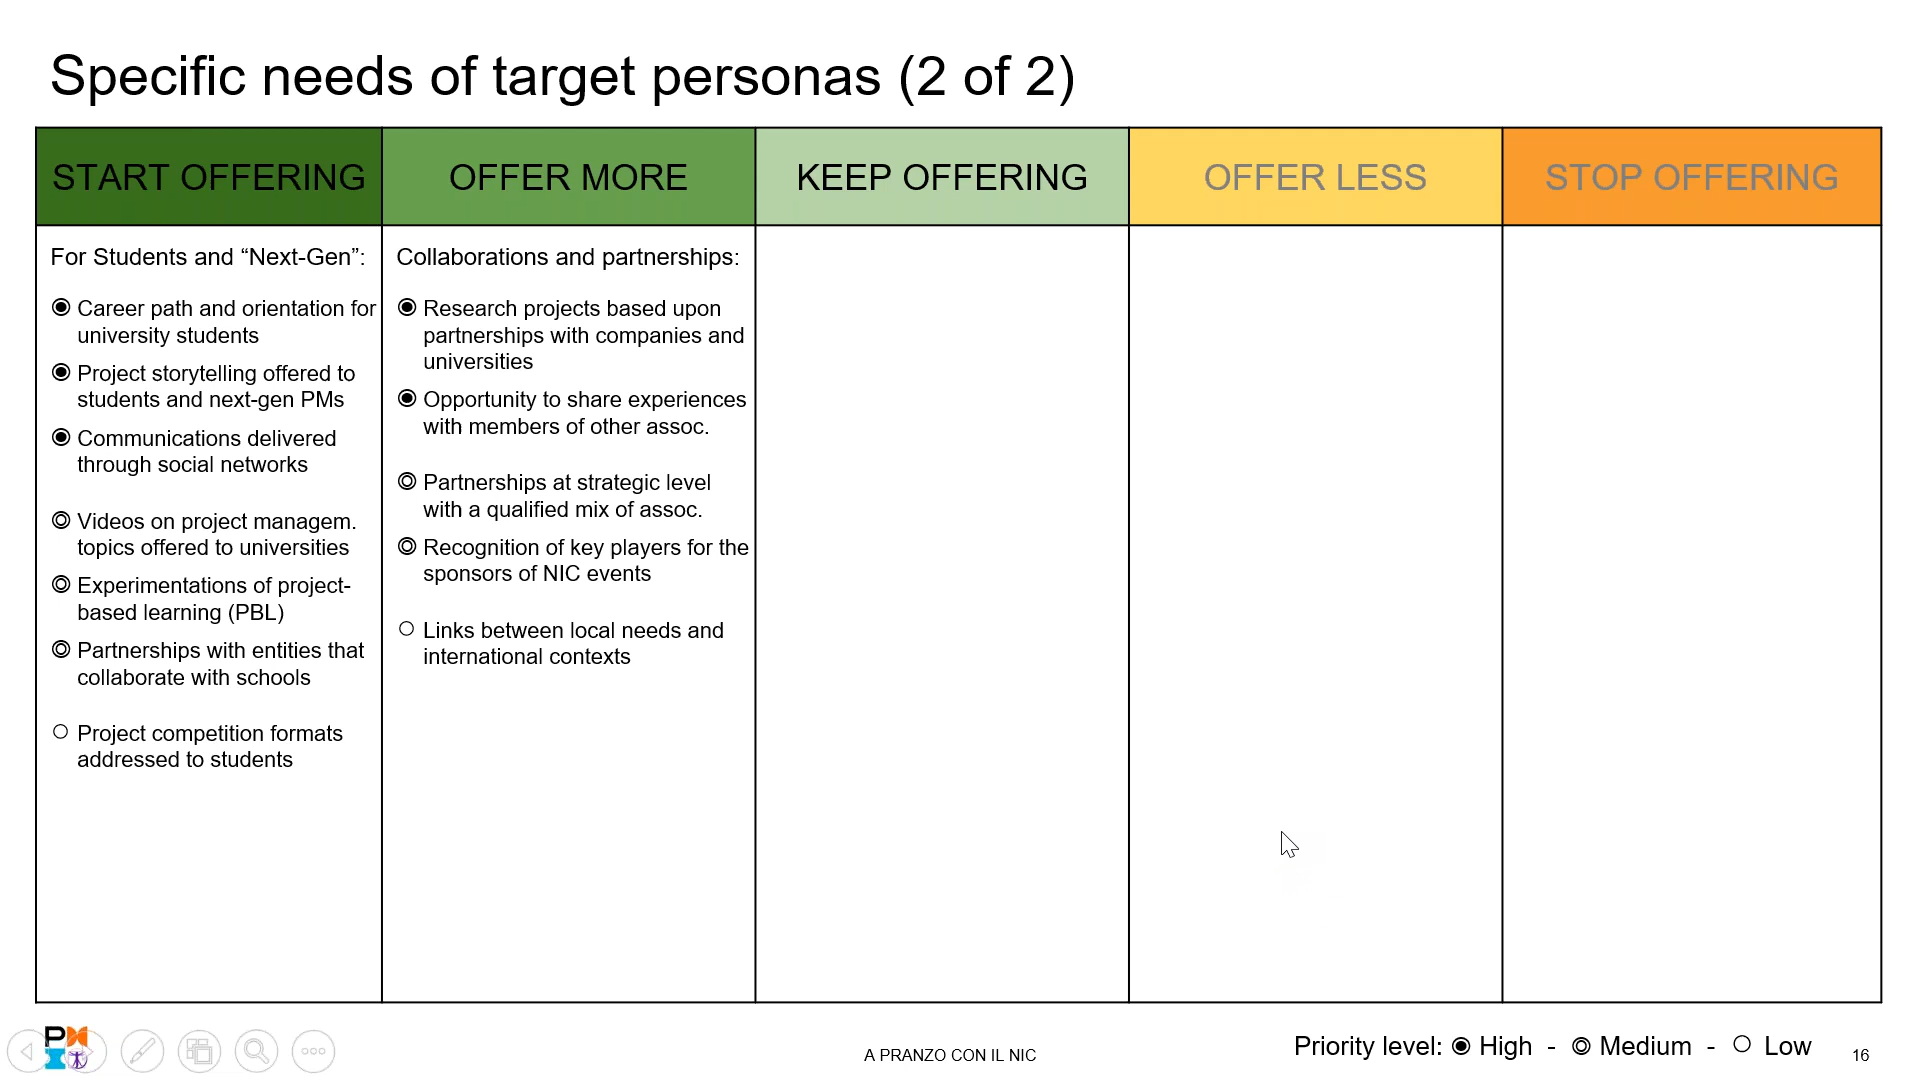 Specific needs of target personas (2 of 2)
START OFFERING
OFFER MORE
KEEP OFFERING
OFFER LESS
STOP OFFERING
For Students and “Next-Gen”:
◉ Career path and orientation for
university students
◉ Project storytelling offered to
students and next-gen PMs
◉ Communications delivered
through social networks
◎ Videos on project managem.
topics offered to universities
◎ Experimentations of project-
based learning (PBL)
◎ Partnerships with entities that
collaborate with schools
○ Project competition formats
addressed to students
Collaborations and partnerships:
◉ Research projects based upon
partnerships with companies and
universities
◉ Opportunity to share experiences
with members of other assoc.
◎ Partnerships at strategic level
with a qualified mix of assoc.
◎ Recognition of key players for the
sponsors of NIC events
○ Links between local needs and
international contexts
A PRANZO CON IL NIC
Priority level: ◉ High - ◎ Medium - ○ Low
16